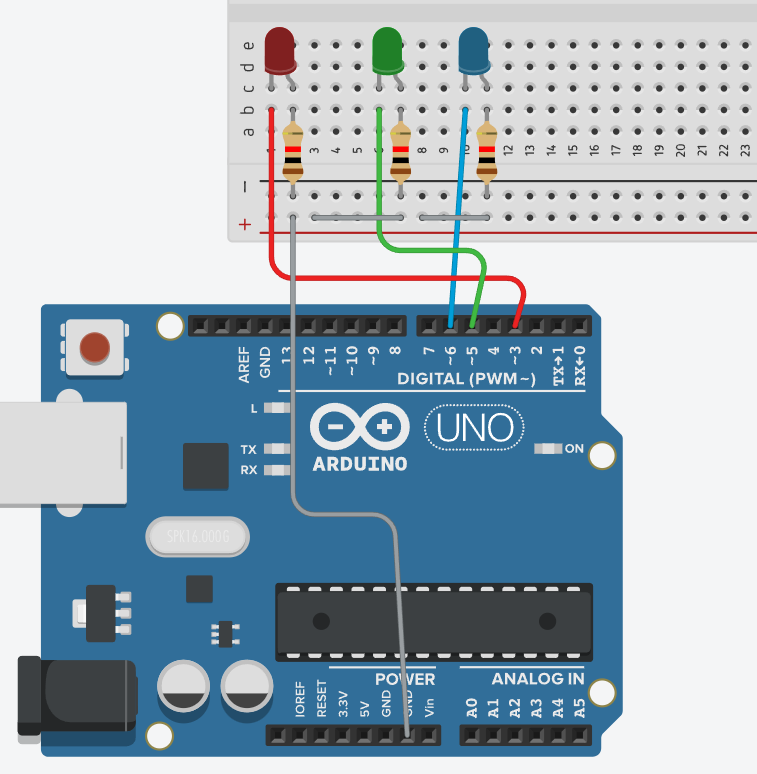 e
d
c
b
a
1 3 4 5 6 8 9 10 12 13 14 15 16 17 18 19 20 21 22 23
−
+
AREF GND 13 12 ~11 ~10 ~9 8 7 ~6 ~5 4 ~3 2 TX→1 RX←0
DIGITAL (PWM~)
L
TX
RX
UNO
ON
ARDUINO
SPK16.000G
POWER
ANALOG IN
IOREF RESET 3.3V 5V GND GND Vin A0 A1 A2 A3 A4 A5